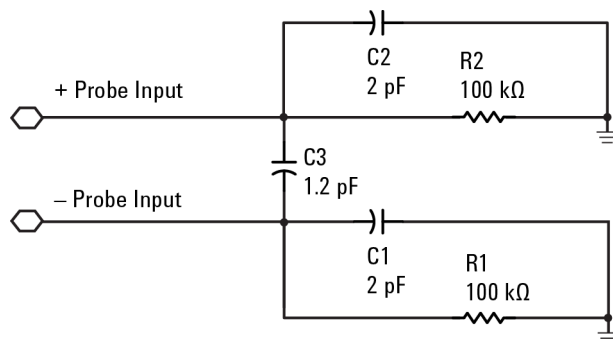 C2
2 pF
R2
100 kΩ
+ Probe Input
C3
1.2 pF
– Probe Input
C1
2 pF
R1
100 kΩ